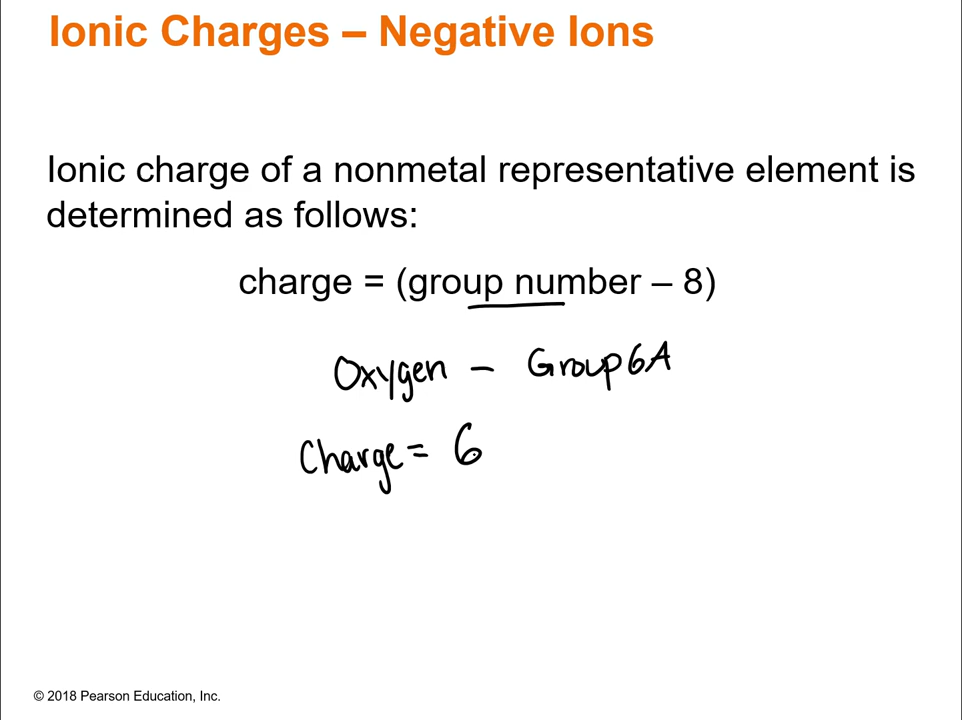 Ionic Charges – Negative Ions
Ionic charge of a nonmetal representative element is
determined as follows:
charge = (group number – 8)
Oxygen – Group 6A
Charge = 6
© 2018 Pearson Education, Inc.